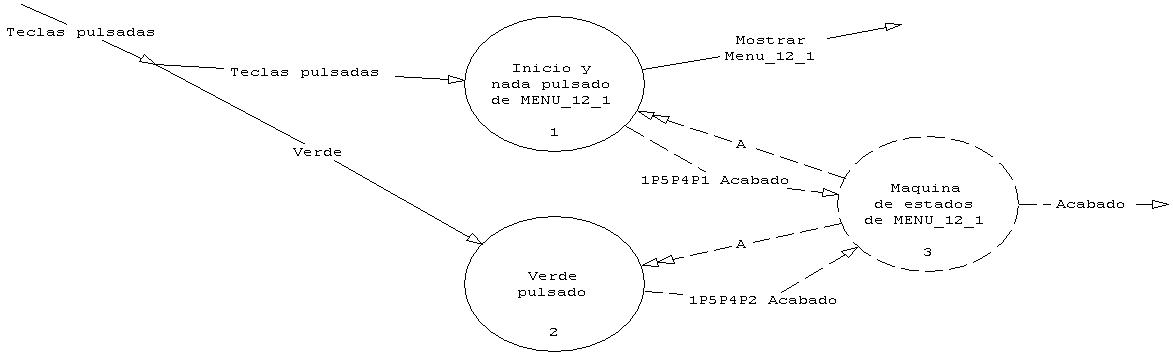 Teclas pulsadas
Teclas pulsadas
Inicio y
nada pulsado
de MENU_12_1
1
Mostrar
Menu_12_1
Verde
A
1P5P4P1 Acabado
Maquina
de estados
de MENU_12_1
3
Acabado
A
Verde
pulsado
2
1P5P4P2 Acabado